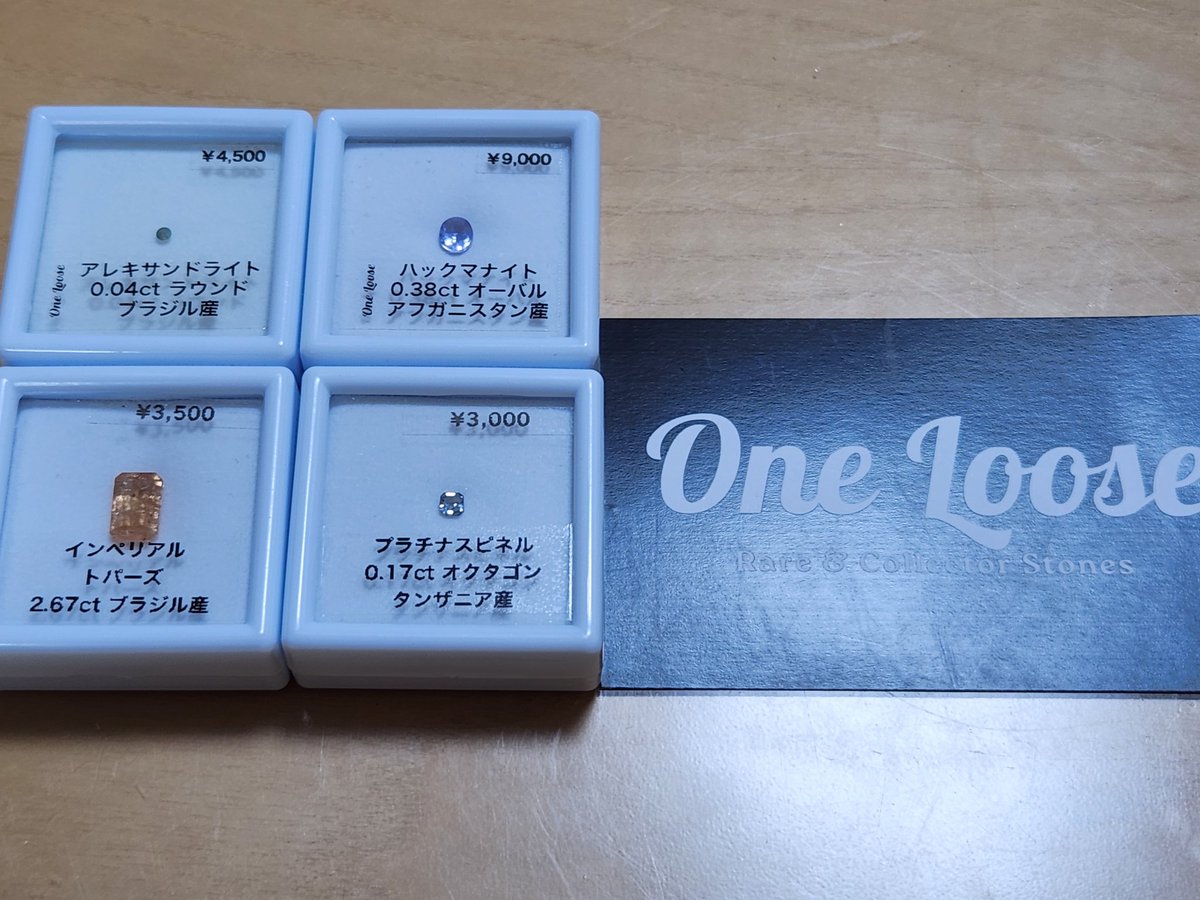 ¥4,500
アレキサンドライト
0.04ct ラウンド
ブラジル産
One Loose
¥9,000
ハックマナイト
0.38ct オーバル
アフガニスタン産
One Loose
¥3,500
インペリアル
トパーズ
2.67ct ブラジル産
¥3,000
プラチナスピネル
0.17ct オクタゴン
タンザニア産
One Loose
Rare & Collector Stones